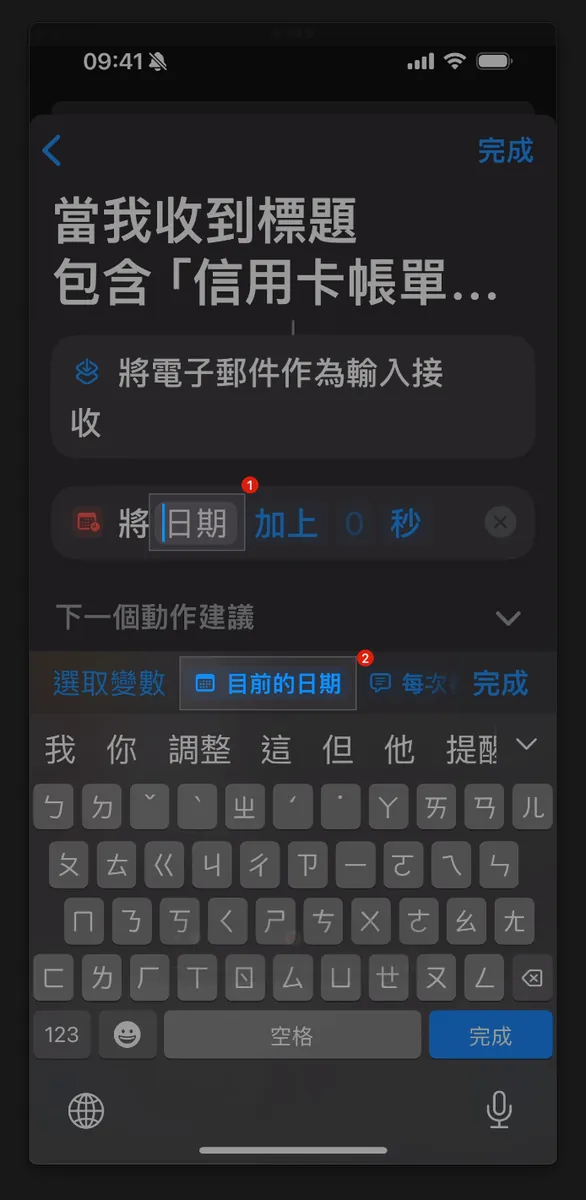 09:41
完成
當我收到標題
包含「信用卡帳單...
將電子郵件作為輸入接
收
1
將 日期 加上 0 秒
下一個動作建議
2
選取變數 目前的日期 每次 完成
我 你 調整 這 但 他 提醒
ㄅ ㄉ ˇ ˋ ㄓ ˊ ˙ ㄚ ㄞ ㄢ ㄦ
ㄆ ㄊ ㄍ ㄐ ㄔ ㄗ ㄧ ㄛ ㄟ ㄣ
ㄇ ㄋ ㄎ ㄑ ㄕ ㄘ ㄨ ㄜ ㄠ ㄤ
ㄈ ㄌ ㄏ ㄒ ㄖ ㄙ ㄩ ㄝ ㄡ ㄥ
123 空格 完成